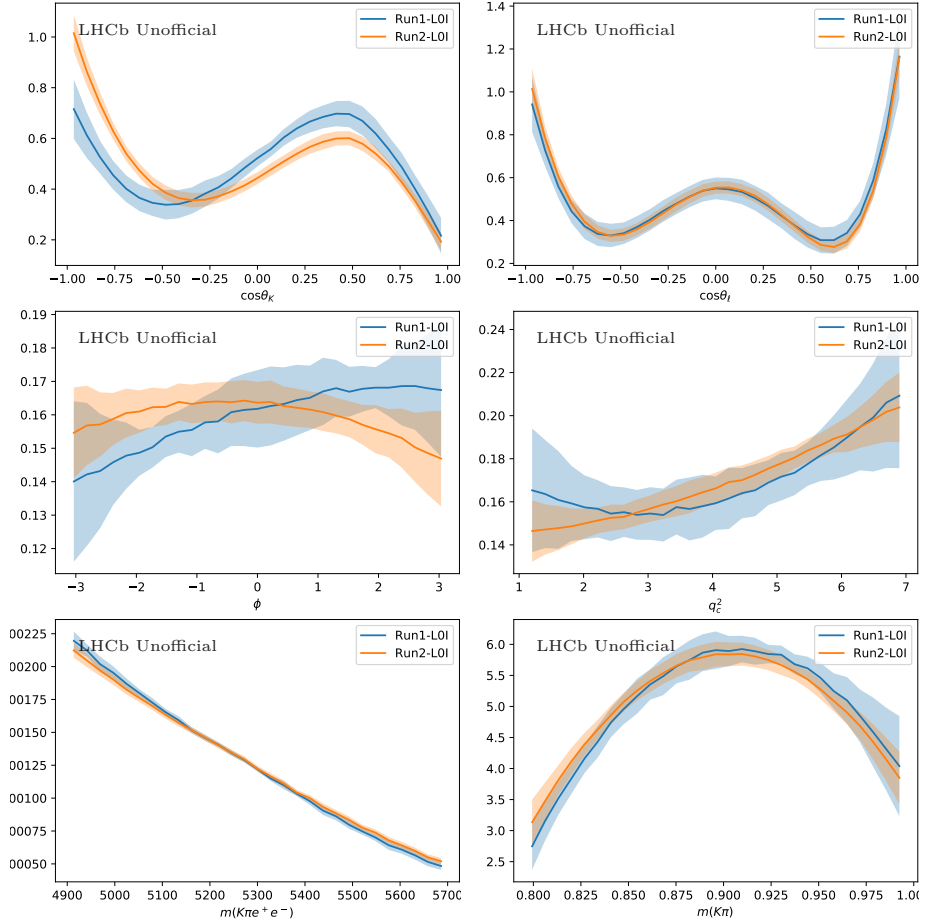 LHCb Unofficial
Run1-L0I
Run2-L0I
1.0
0.8
0.6
0.4
0.2
−1.00 −0.75 −0.50 −0.25 0.00 0.25 0.50 0.75 1.00
cosθ_K
LHCb Unofficial
Run1-L0I
Run2-L0I
1.4
1.2
1.0
0.8
0.6
0.4
0.2
−1.00 −0.75 −0.50 −0.25 0.00 0.25 0.50 0.75 1.00
cosθ_ℓ
LHCb Unofficial
Run1-L0I
Run2-L0I
0.19
0.18
0.17
0.16
0.15
0.14
0.13
0.12
−3 −2 −1 0 1 2 3
ϕ
LHCb Unofficial
Run1-L0I
Run2-L0I
0.24
0.22
0.20
0.18
0.16
0.14
1 2 3 4 5 6 7
q_c^2
LHCb Unofficial
Run1-L0I
Run2-L0I
00225
00200
00175
00150
00125
00100
00075
00050
4900 5000 5100 5200 5300 5400 5500 5600 5700
m(Kπe⁺e⁻)
LHCb Unofficial
Run1-L0I
Run2-L0I
6.0
5.5
5.0
4.5
4.0
3.5
3.0
2.5
0.800 0.825 0.850 0.875 0.900 0.925 0.950 0.975 1.000
m(Kπ)